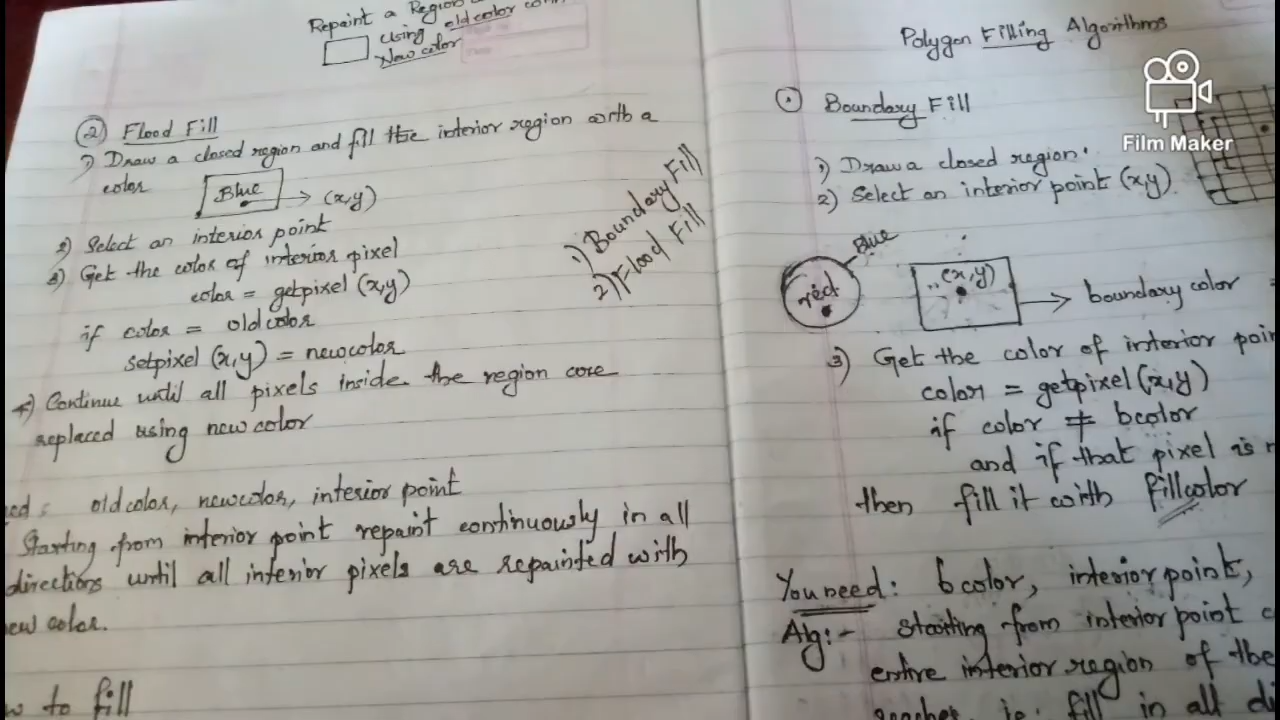 Repaint a Region
using oldcolor
New color
② Flood Fill
1) Draw a closed region and fill the interior region with a
color
Blue
(x,y)
2) Select an interior point
3) Get the color of interior pixel
color = getpixel (x,y)
if color = oldcolor
setpixel (x,y) = newcolor
4) Continue until all pixels inside the region are
replaced using newcolor
oldcolor, newcolor, interior point
Starting from interior point repaint continuously in all
directions until all interior pixels are repainted with
new color.
to fill
1) Boundary Fill
2) Flood Fill
Polygon Filling Algorithms
① Boundary Fill
1) Draw a closed region.
2) Select an interior point (x,y)
Blue
red
(x,y)
boundary color
3) Get the color of interior
color = getpixel (x,y)
if color ≠ bcolor
and if that pixel is
then fill it with fillcolor
You need: bcolor, interior point,
Alg:- starting from interior point
entire interior region of the
fill in all
Film Maker